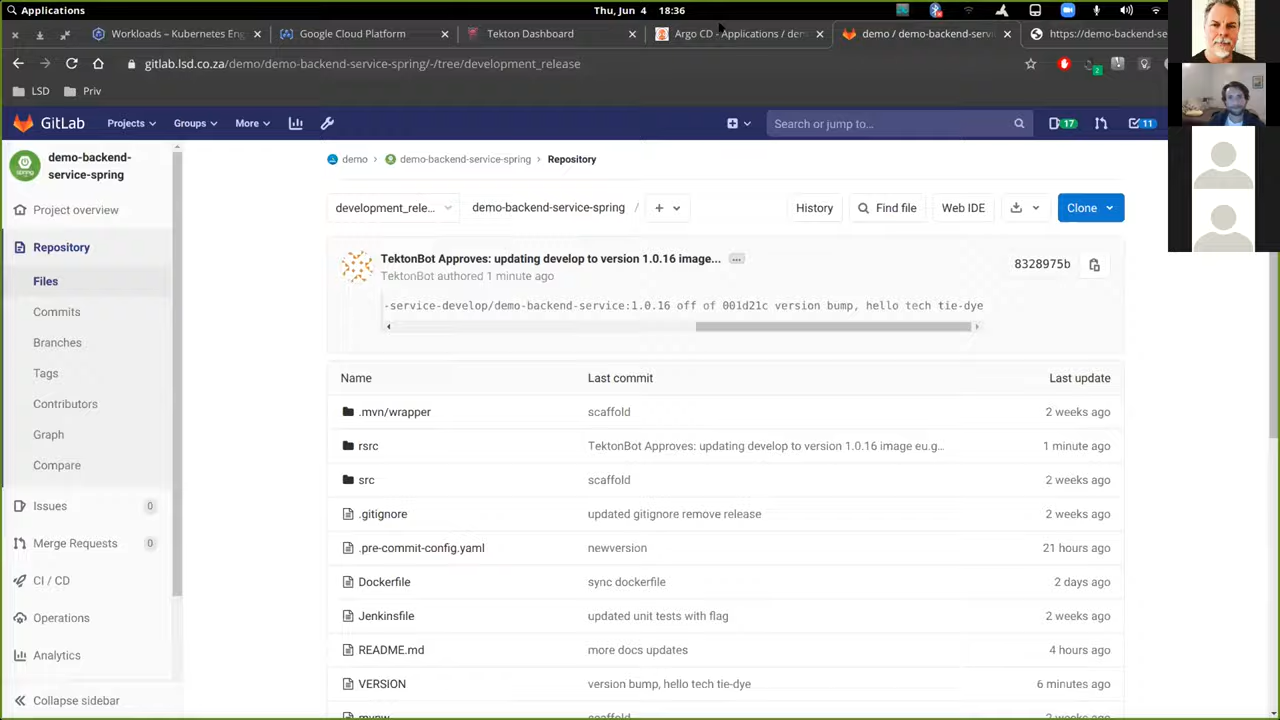 Applications
Thu, Jun 4 18:36
Workloads – Kubernetes Eng
Google Cloud Platform
Tekton Dashboard
Argo CD - Applications / dem
demo / demo-backend-servi
https://demo-backend-se
gitlab.lsd.co.za/demo/demo-backend-service-spring/-/tree/development_release
2
LSD
Priv
GitLab
Projects
Groups
More
Search or jump to...
17
11
demo-backend-
service-spring
Project overview
Repository
Files
Commits
Branches
Tags
Contributors
Graph
Compare
Issues
0
Merge Requests
0
CI / CD
Operations
Analytics
Collapse sidebar
demo
demo-backend-service-spring
Repository
development_rele...
demo-backend-service-spring /
+
History
Find file
Web IDE
Clone
TektonBot Approves: updating develop to version 1.0.16 image...
TektonBot authored 1 minute ago
8328975b
-service-develop/demo-backend-service:1.0.16 off of 001d21c version bump, hello tech tie-dye
Name Last commit Last update
.mvn/wrapper scaffold 2 weeks ago
rsrc TektonBot Approves: updating develop to version 1.0.16 image eu.g... 1 minute ago
src scaffold 2 weeks ago
.gitignore updated gitignore remove release 2 weeks ago
.pre-commit-config.yaml newversion 21 hours ago
Dockerfile sync dockerfile 2 days ago
Jenkinsfile updated unit tests with flag 2 weeks ago
README.md more docs updates 4 hours ago
VERSION version bump, hello tech tie-dye 6 minutes ago
mvnw scaffold 2 weeks ago